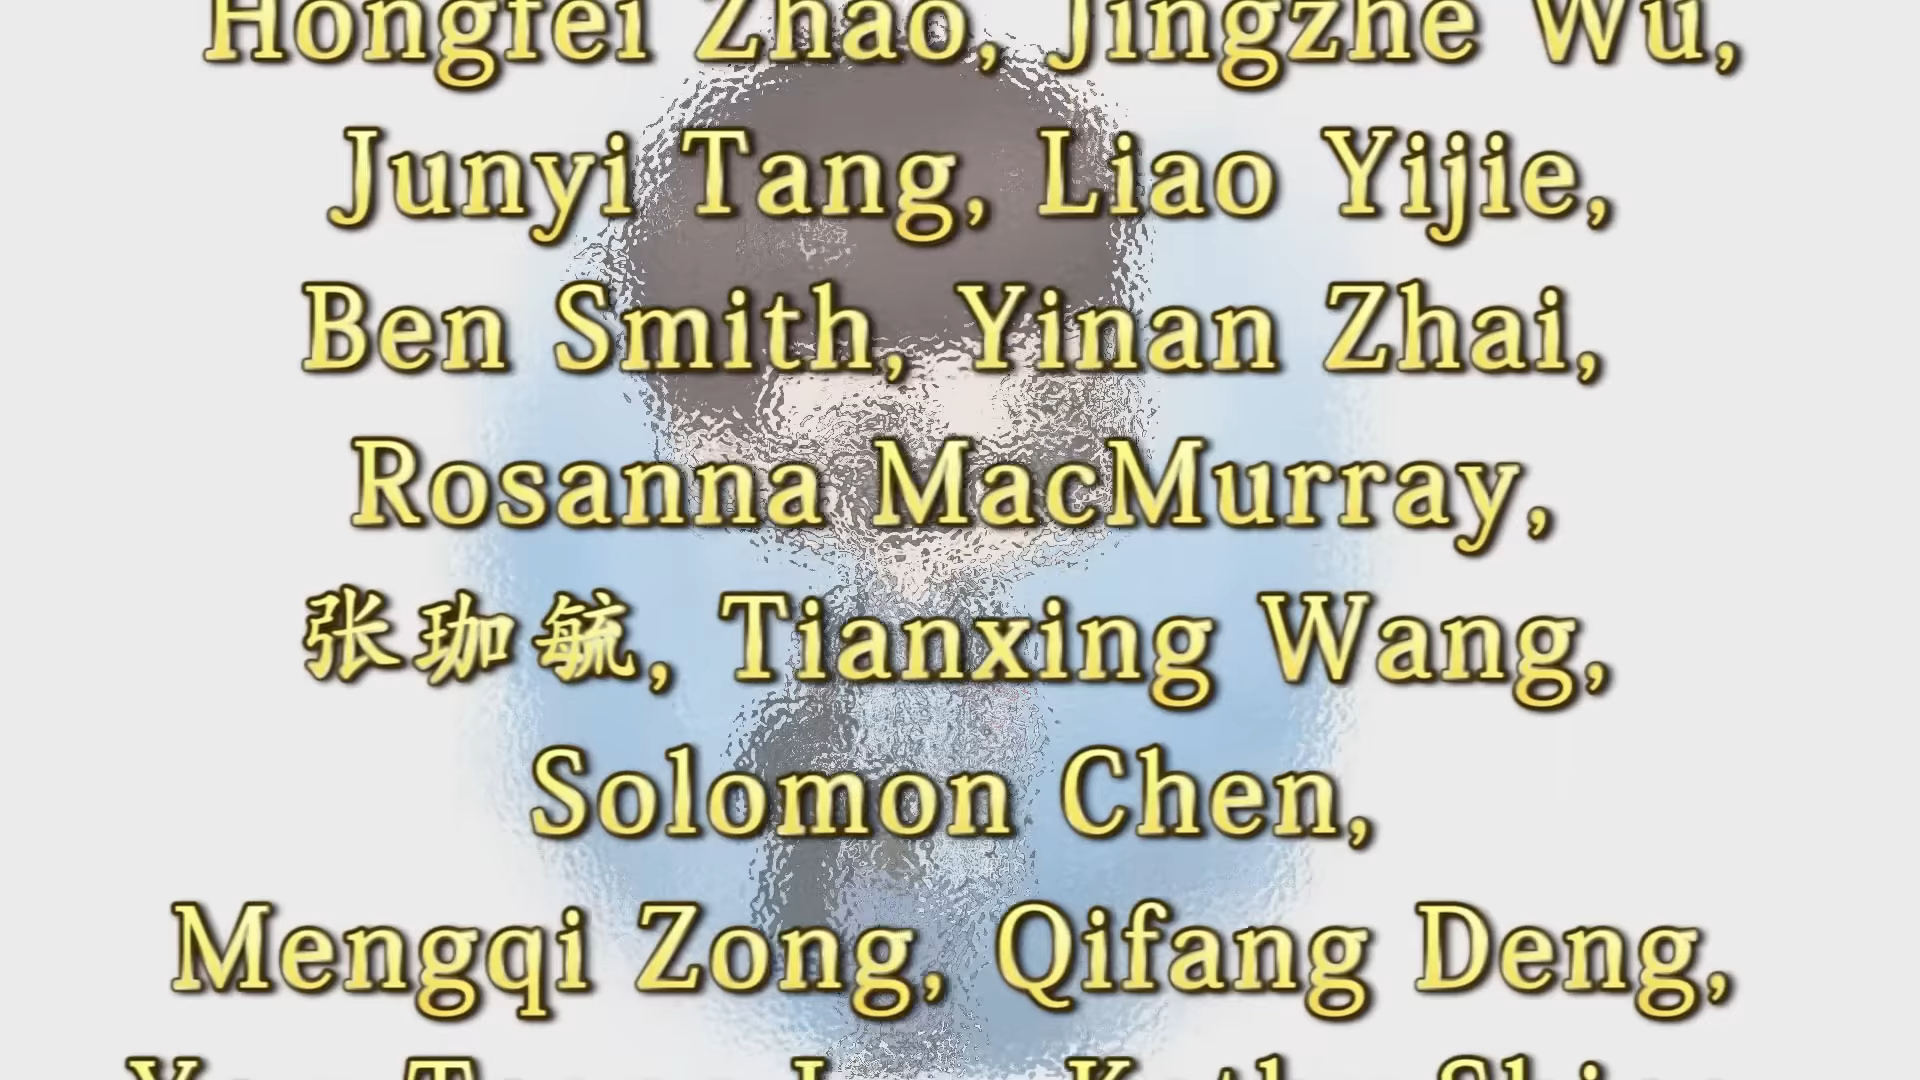 Hongfei Zhao, Jingzhe Wu,
Junyi Tang, Liao Yijie,
Ben Smith, Yinan Zhai,
Rosanna MacMurray,
张珈毓, Tianxing Wang,
Solomon Chen,
Mengqi Zong, Qifang Deng,